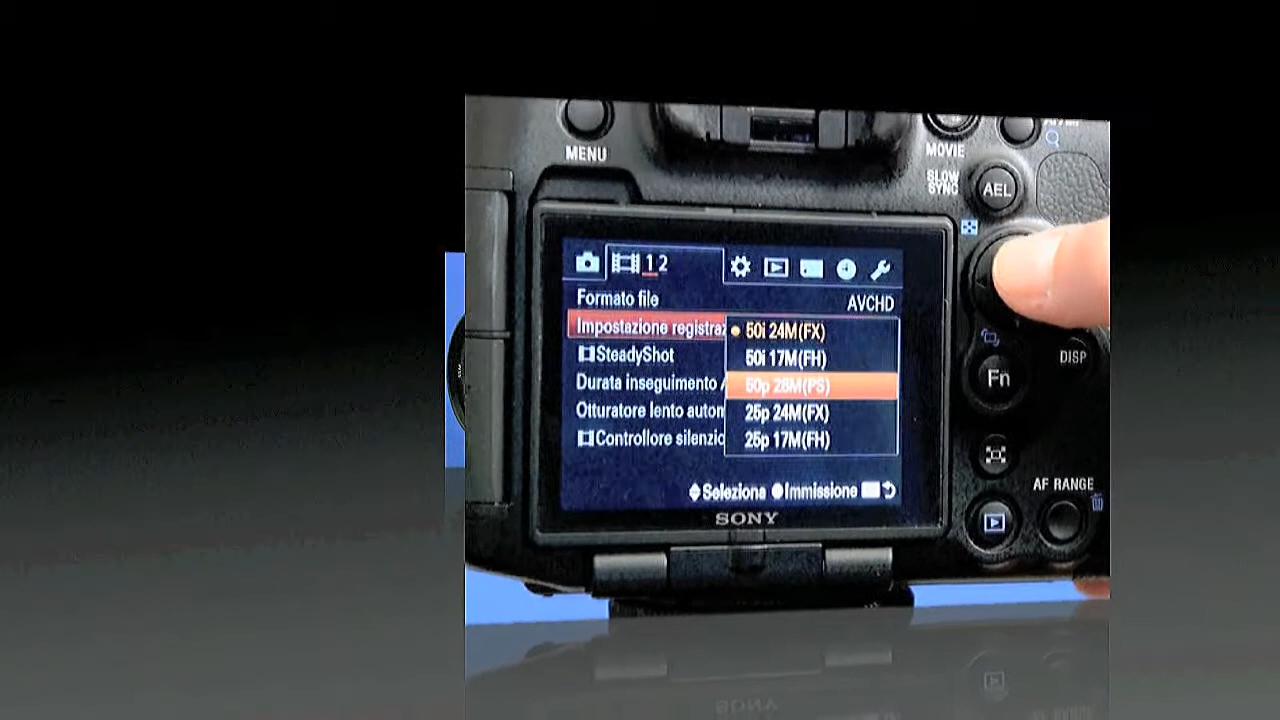 MENU
MOVIE
SLOW
SYNC
AEL
1 2
Formato file AVCHD
Impostazione registraz
50i 24M(FX)
50i 17M(FH)
SteadyShot
50p 28M(PS)
Durata inseguimento A
25p 24M(FX)
Otturatore lento autom
25p 17M(FH)
Controllore silenzio
DISP
Fn
Seleziona Immissione
AF RANGE
SONY